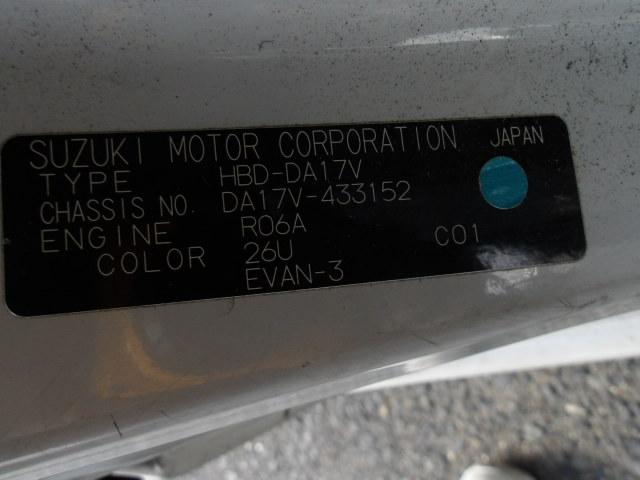 SUZUKI MOTOR CORPORATION JAPAN
TYPE HBD-DA17V
CHASSIS NO. DA17V-433152
ENGINE R06A
COLOR 26U C01
EVAN-3